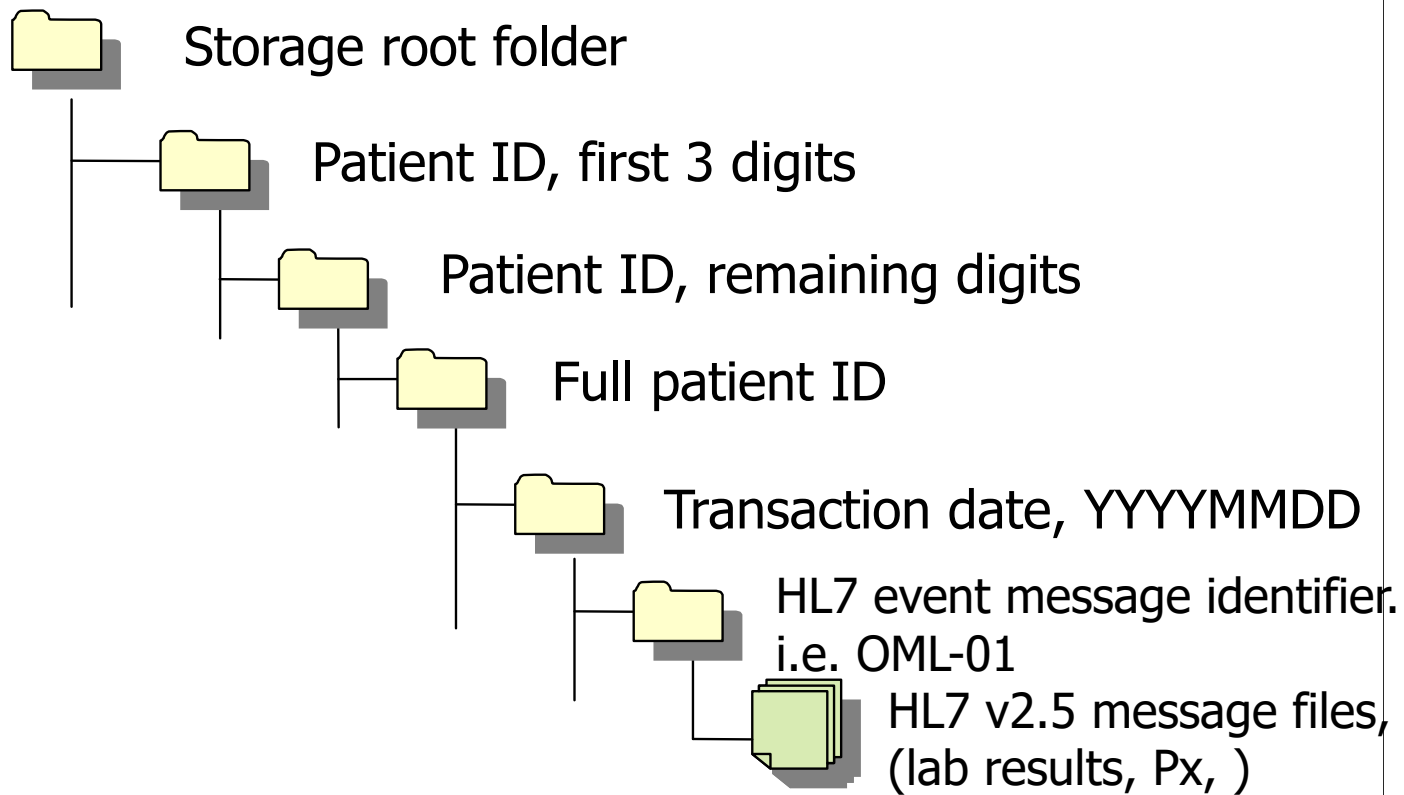 Storage root folder
Patient ID, first 3 digits
Patient ID, remaining digits
Full patient ID
Transaction date, YYYYMMDD
HL7 event message identifier.
i.e. OML-01
HL7 v2.5 message files,
(lab results, Px, )